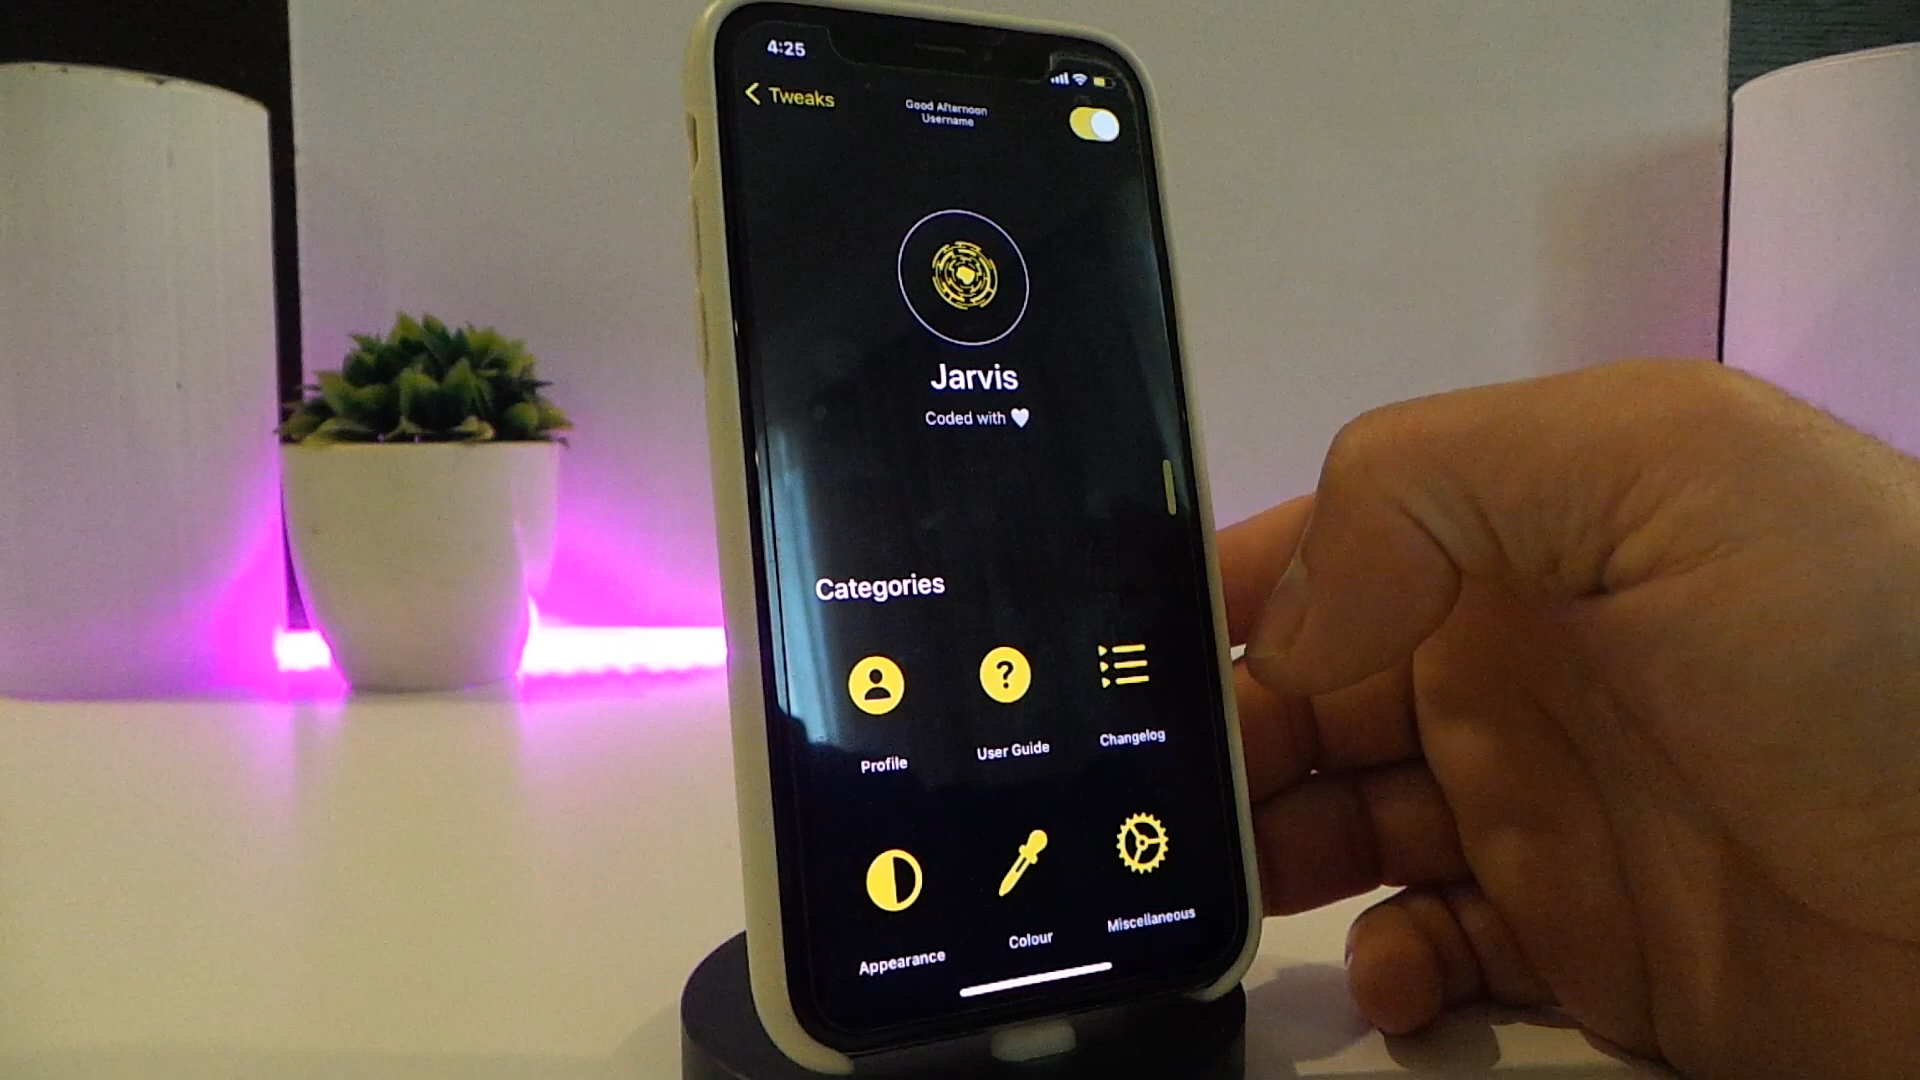 4:25
Tweaks
Good Afternoon
Username
Jarvis
Coded with
Categories
Profile
User Guide
Changelog
Appearance
Colour
Miscellaneous